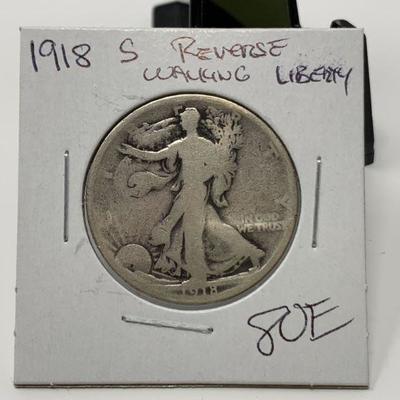 1918 S REVERSE
WALKING LIBERTY
IN GOD
WE TRUST
1918
80E